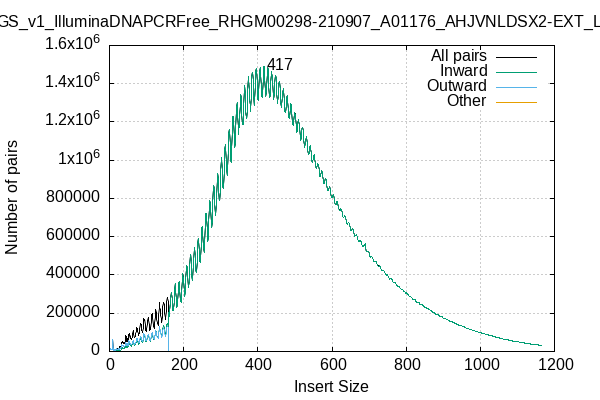 GS_v1_IlluminaDNAPCRFree_RHGM00298-210907_A01176_AHJVNLDSX2-EXT_L
1.6x10^6
1.4x10^6
1.2x10^6
1x10^6
800000
600000
400000
200000
0
Number of pairs
417
All pairs
Inward
Outward
Other
0 200 400 600 800 1000 1200
Insert Size